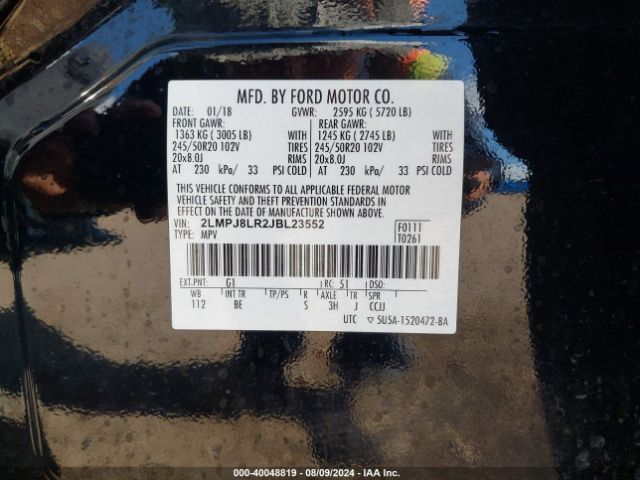 MFD. BY FORD MOTOR CO.
DATE: 01/18 GVWR: 2595 KG ( 5720 LB)
FRONT GAWR: REAR GAWR:
1363 KG ( 3005 LB) WITH 1245 KG ( 2745 LB) WITH
245/50R20 102V TIRES 245/50R20 102V TIRES
20x8.0J RIMS 20x8.0J RIMS
AT 230 kPa/ 33 PSI COLD AT 230 kPa/ 33 PSI COLD
THIS VEHICLE CONFORMS TO ALL APPLICABLE FEDERAL MOTOR
VEHICLE SAFETY AND THEFT PREVENTION STANDARDS IN EFFECT
ON THE DATE OF MANUFACTURE SHOWN ABOVE.
VIN: 2LMPJ8LR2JBL23552 F0111
TYPE: MPV T0261
EXT.PNT: G1 RC: 51 DSO:
WB INT TR TP/PS R AXLE TR SPR
112 BE S 3H J CCJJ
UTC ▽ 5U5A-1520472-BA
000-40048819 - 08/09/2024 - IAA Inc.